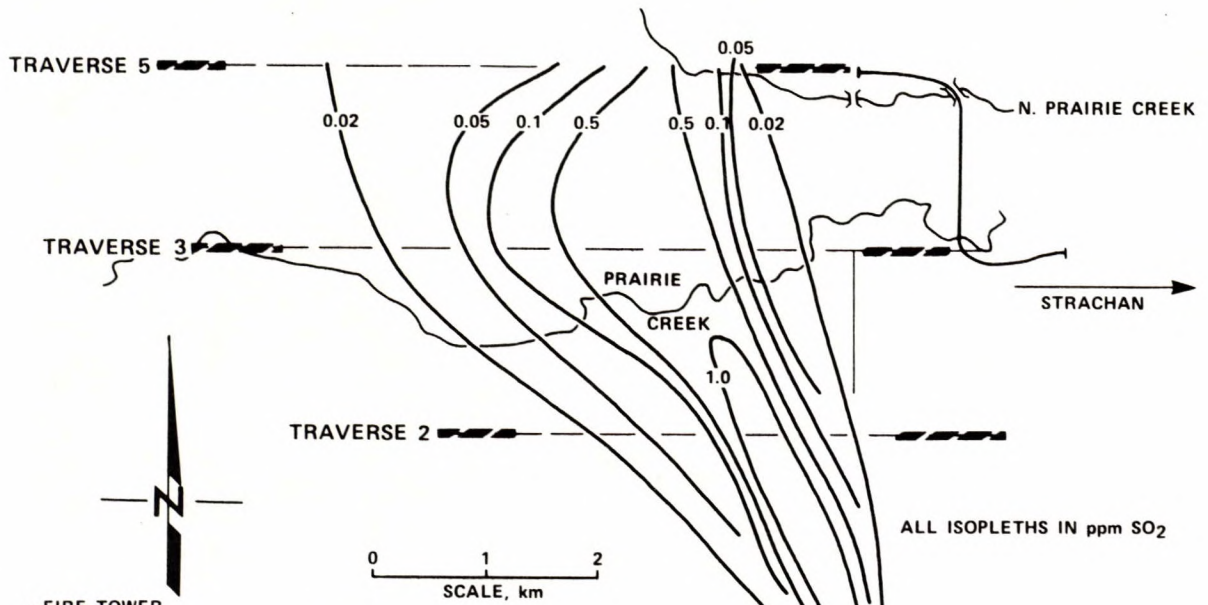 0.05
TRAVERSE 5
N. PRAIRIE CREEK
0.02
0.05
0.1
0.5
0.5
0.1
0.02
TRAVERSE 3
PRAIRIE
CREEK
STRACHAN
1.0
TRAVERSE 2
N
ALL ISOPLETHS IN ppm SO₂
0 1 2
SCALE, km
FIRE TOWER